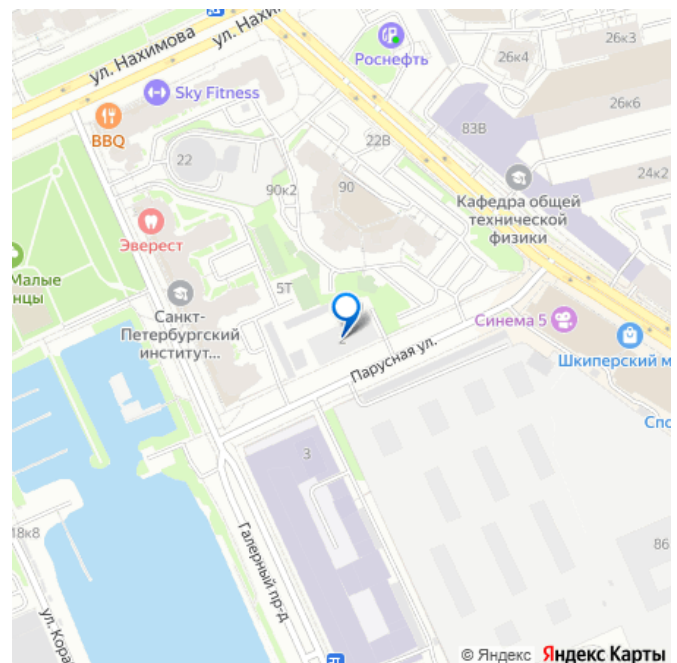 ул. Нахимова
ул. Нахи
Роснефть
26к4
26к3
Sky Fitness
BBQ
26к6
83В
22В
22
90к2
90
24к2
Кафедра общей
технической
физики
Эверест
Малые
нцы
5Т
Санкт-
Петербургский
институт...
2
Синема 5
Парусная ул.
Шкиперский м
Спо
3
18к8
Галерный пр-д
86
ул. Кора
© Яндекс Яндекс Карты